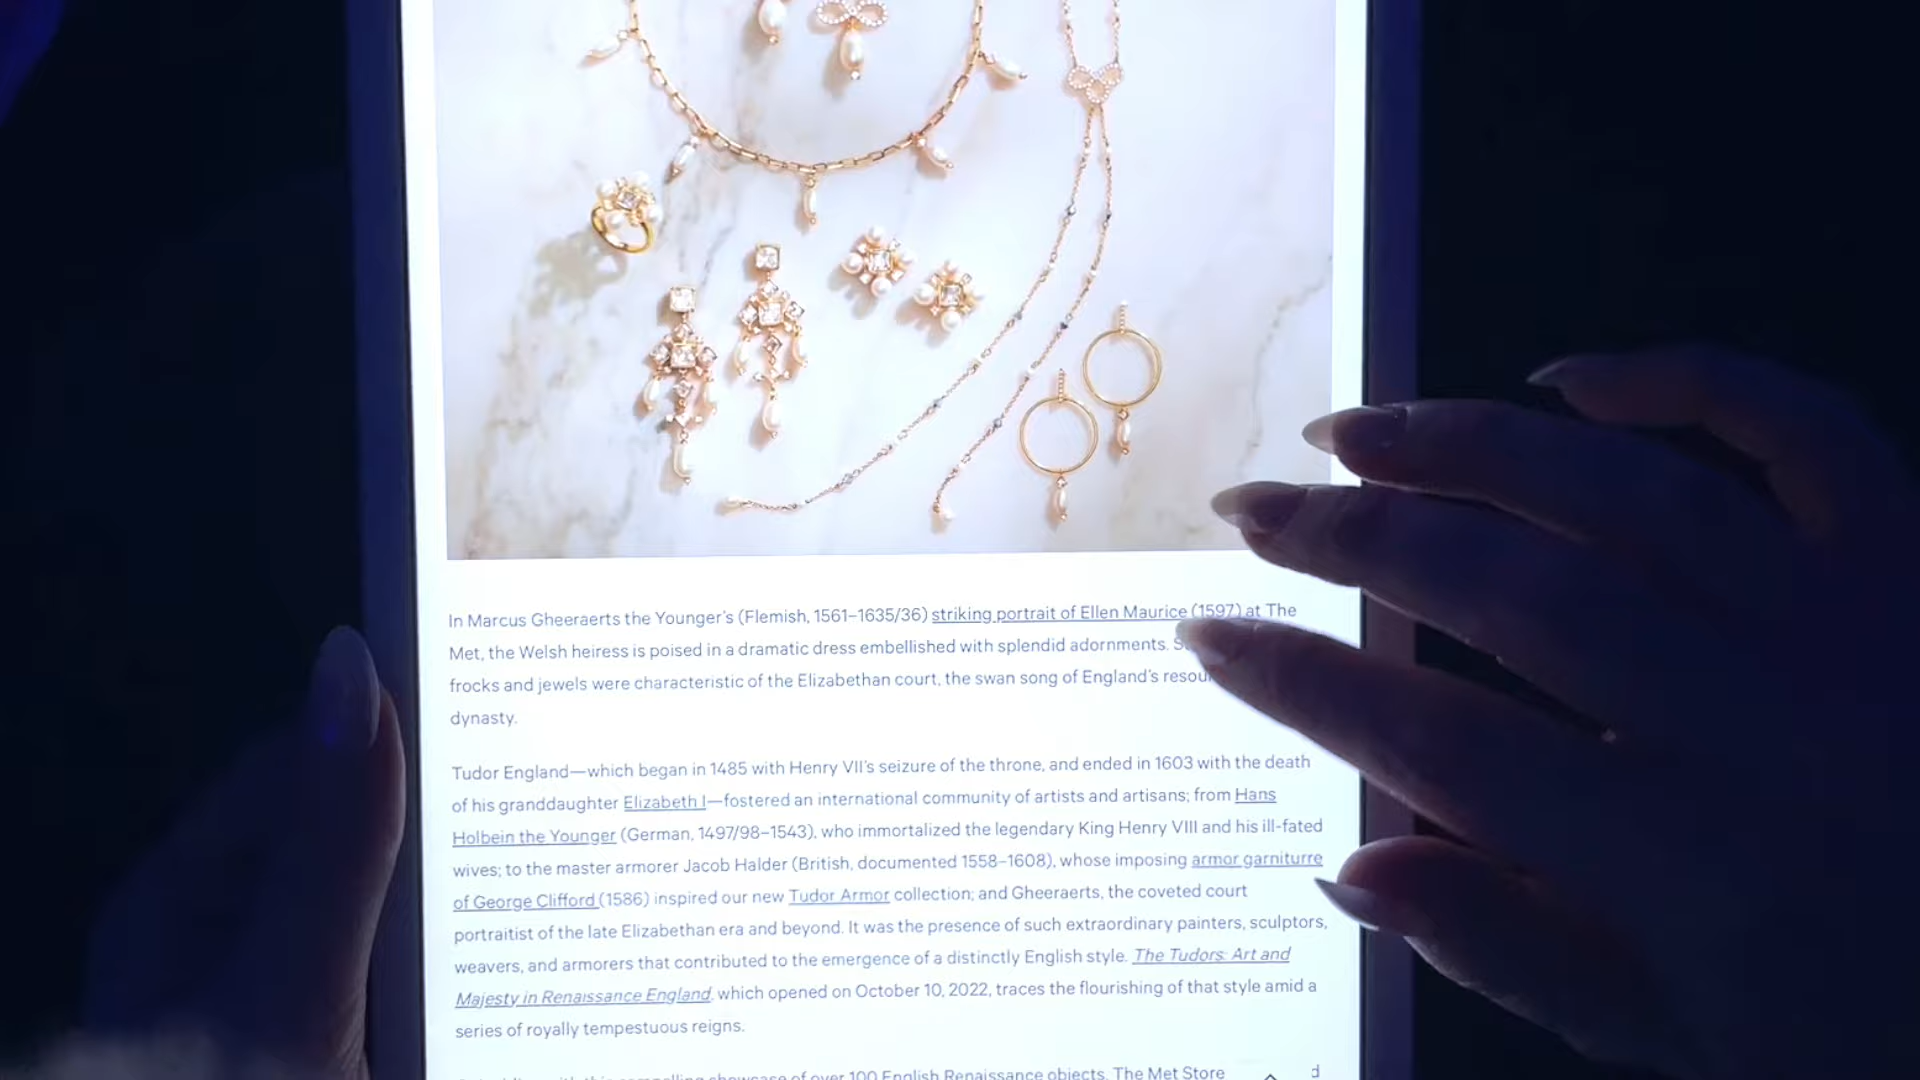 In Marcus Gheeraerts the Younger's (Flemish, 1561–1635/36) striking portrait of Ellen Maurice (1597) at The
Met, the Welsh heiress is poised in a dramatic dress embellished with splendid adornments.
frocks and jewels were characteristic of the Elizabethan court, the swan song of England's
dynasty.
Tudor England—which began in 1485 with Henry VII's seizure of the throne, and ended in 1603 with the death
of his granddaughter Elizabeth I—fostered an international community of artists and artisans; from Hans
Holbein the Younger (German, 1497/98–1543), who immortalized the legendary King Henry VIII and his ill-fated
wives; to the master armorer Jacob Halder (British, documented 1558–1608), whose imposing armor garniturre
of George Clifford (1586) inspired our new Tudor Armor collection; and Gheeraerts, the coveted court
portraitist of the late Elizabethan era and beyond. It was the presence of such extraordinary painters, sculptors,
weavers, and armorers that contributed to the emergence of a distinctly English style. The Tudors: Art and
Majesty in Renaissance England, which opened on October 10, 2022, traces the flourishing of that style amid a
series of royally tempestuous reigns.
with this compelling showcase of over 100 English Renaissance objects, The Met Store